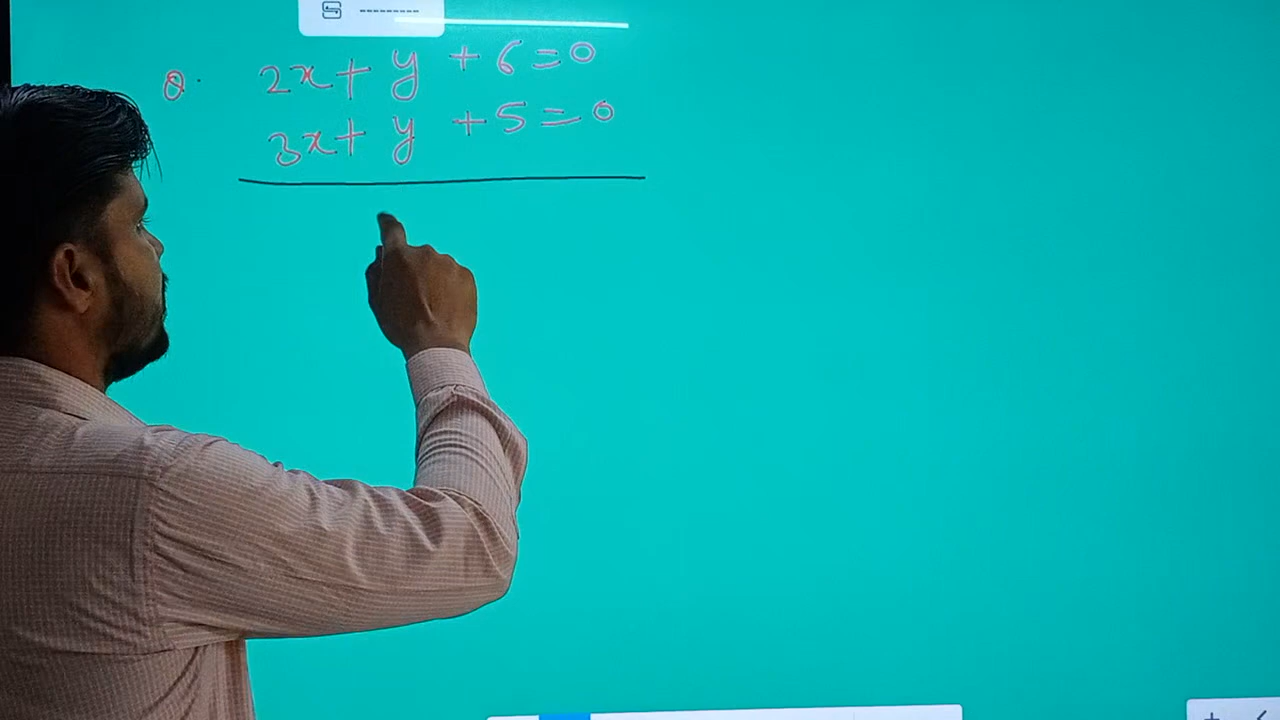 Q. 2x + y + 6 = 0
3x + y + 5 = 0